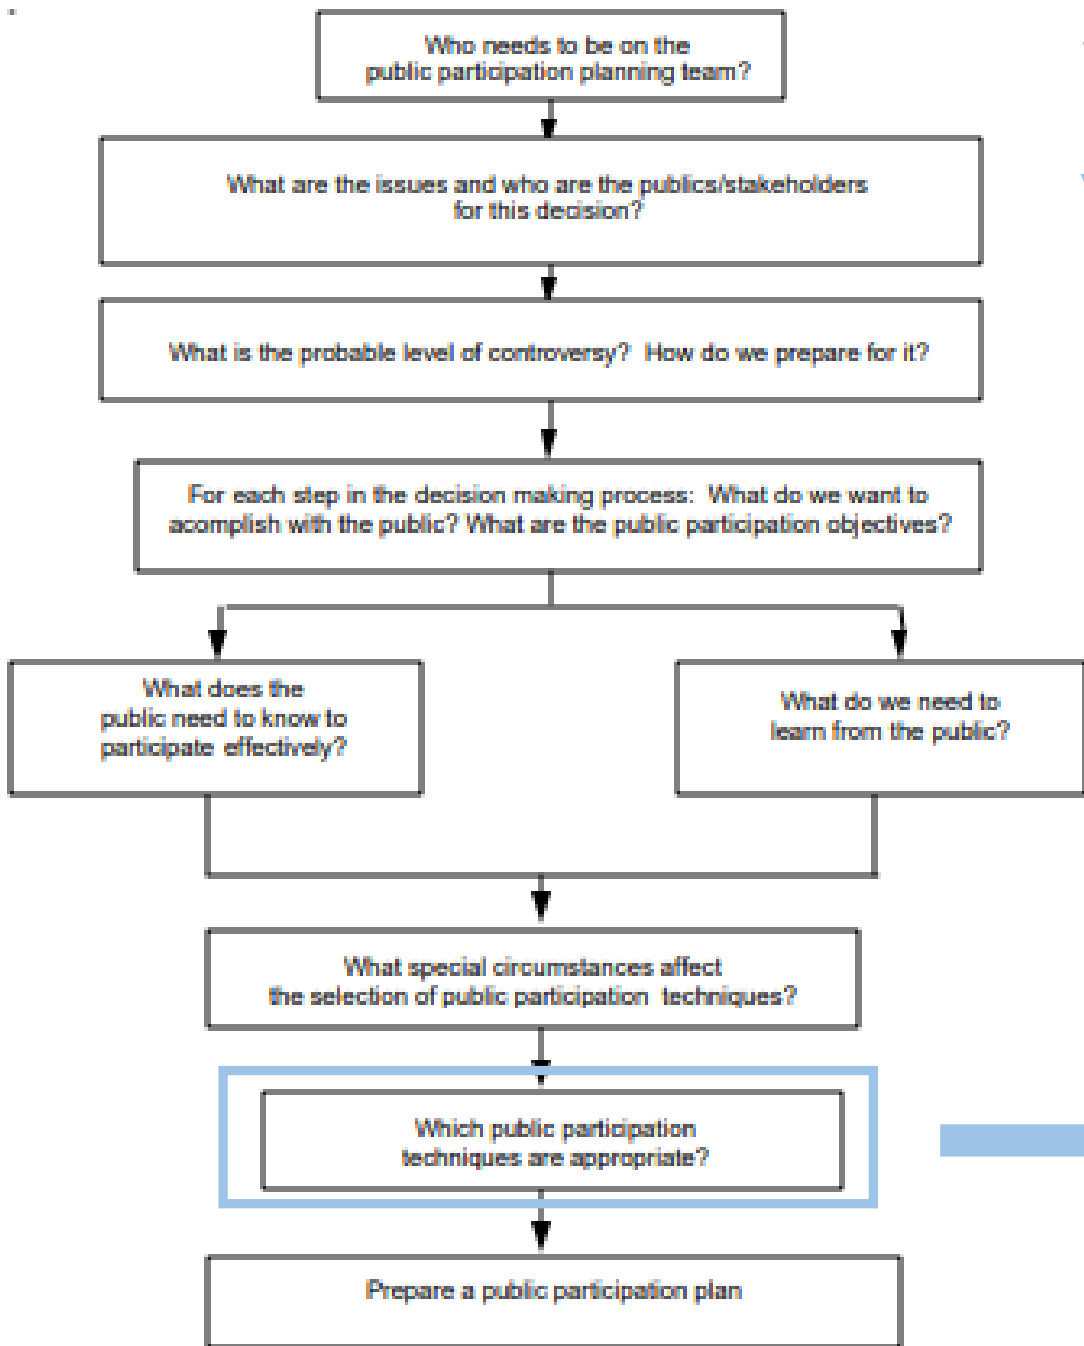 Who needs to be on the
public participation planning team?
What are the issues and who are the publics/stakeholders
for this decision?
What is the probable level of controversy?  How do we prepare for it?
For each step in the decision making process:  What do we want to
acomplish with the public? What are the public participation objectives?
What does the
public need to know to
participate effectively?
What do we need to
learn from the public?
What special circumstances affect
the selection of public participation  techniques?
Which public participation
techniques are appropriate?
Prepare a public participation plan